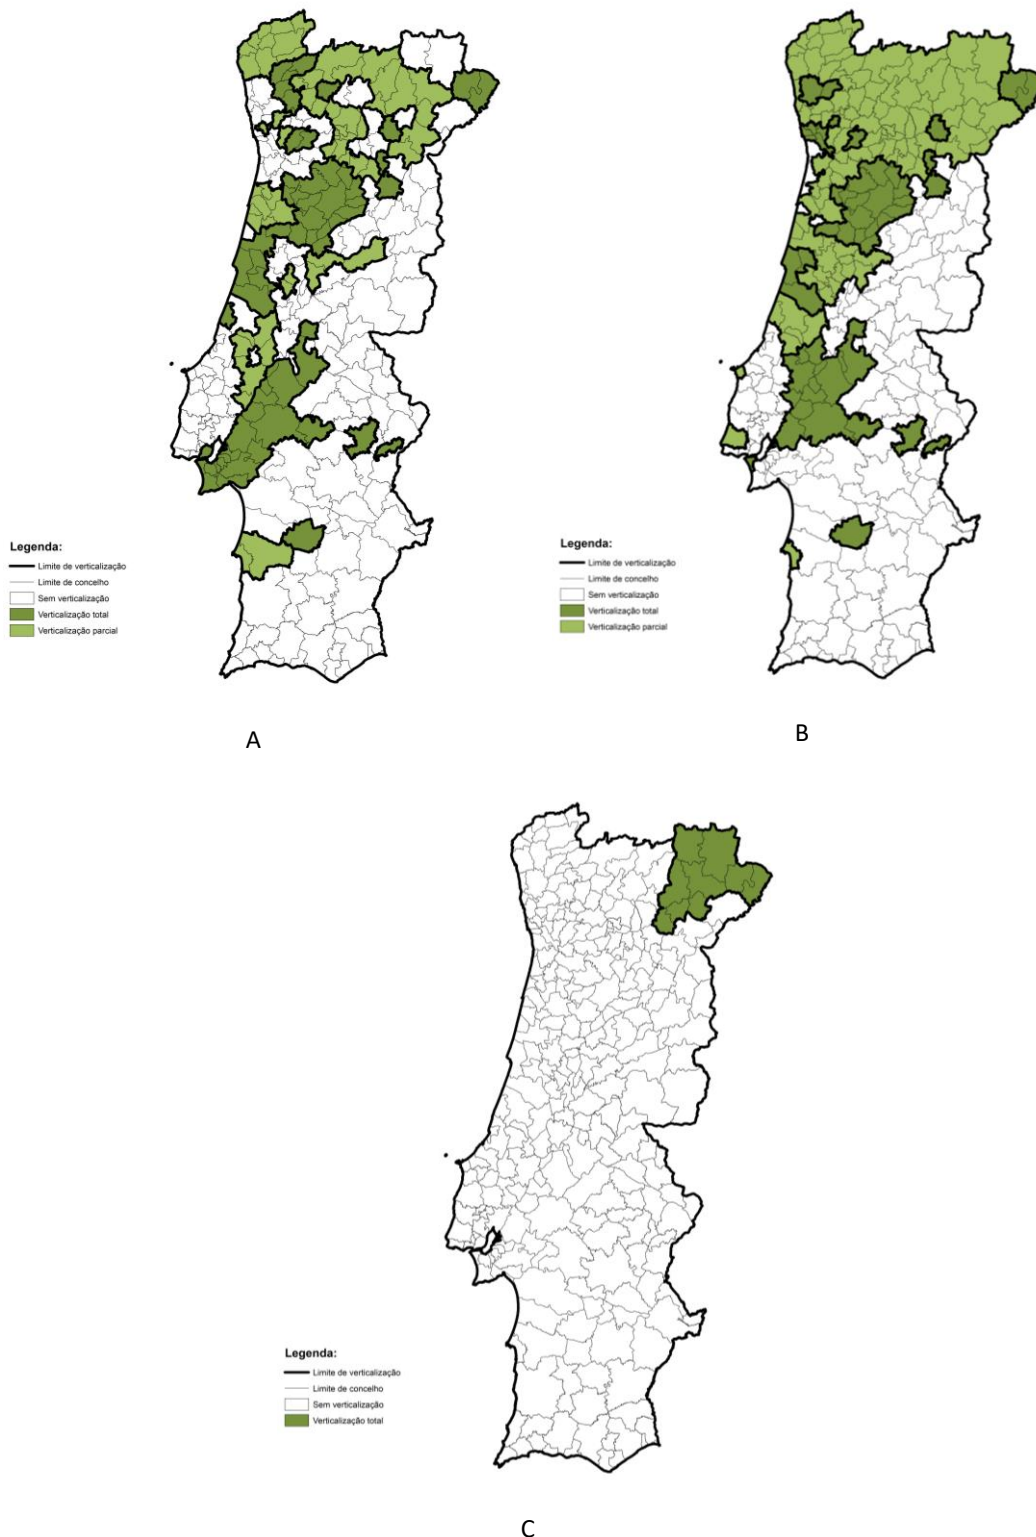 Legenda:
Limite de verticalização
Limite de concelho
Sem verticalização
Verticalização total
Verticalização parcial
A
Legenda:
Limite de verticalização
Limite de concelho
Sem verticalização
Verticalização total
Verticalização parcial
B
Legenda:
Limite de verticalização
Limite de concelho
Sem verticalização
Verticalização total
C